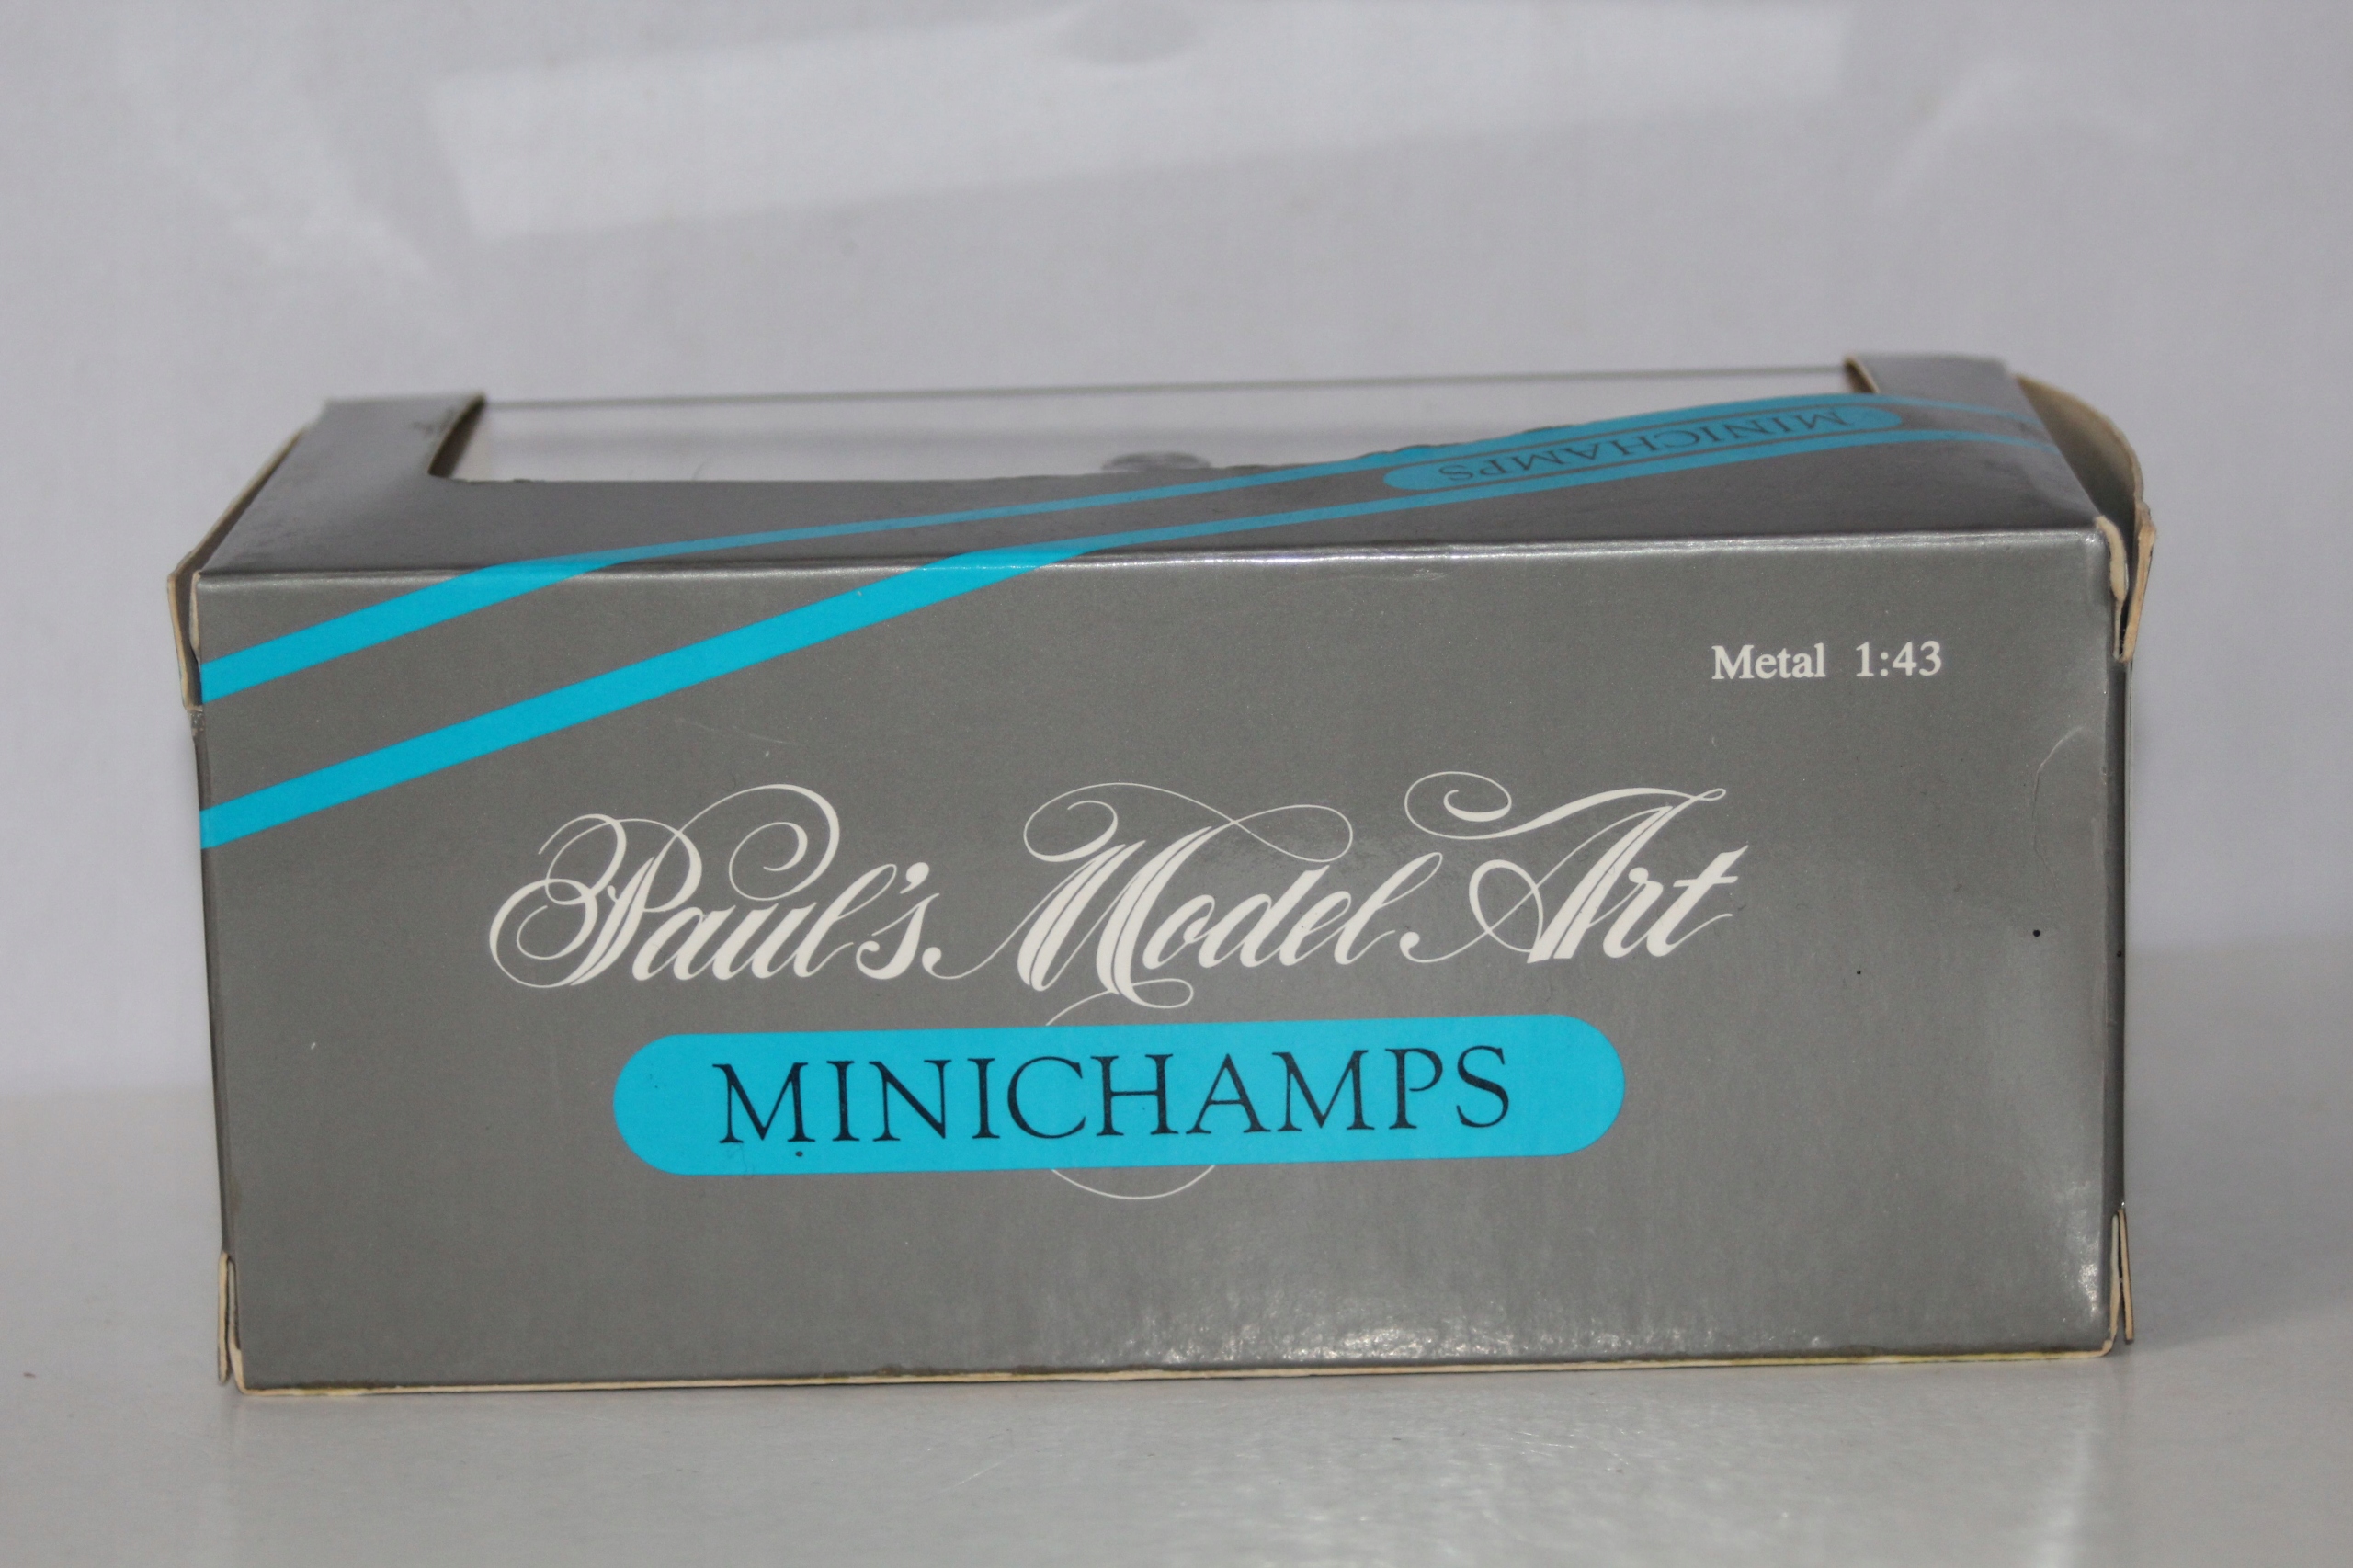 MINICHAMPS
Metal 1:43
Paul's Model Art
MINICHAMPS